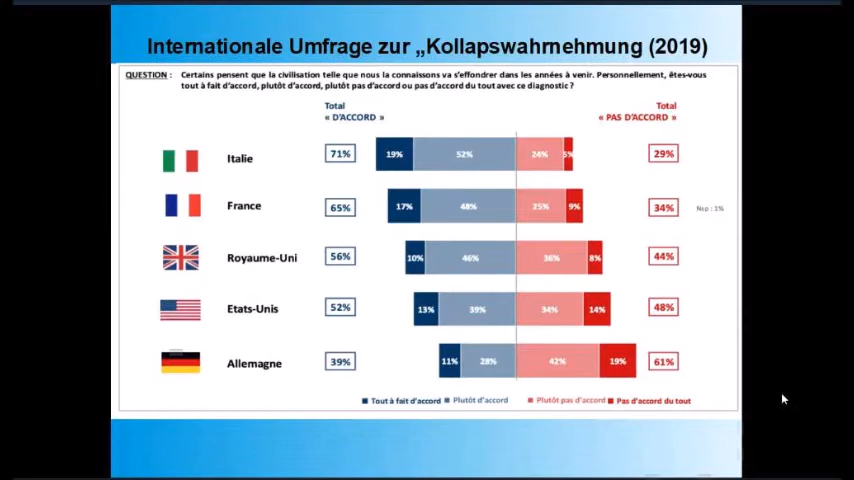 Internationale Umfrage zur „Kollapswahrnehmung (2019)
QUESTION : Certains pensent que la civilisation telle que nous la connaissons va s'effondrer dans les années à venir. Personnellement, êtes-vous
tout à fait d'accord, plutôt d'accord, plutôt pas d'accord ou pas d'accord du tout avec ce diagnostic ?
Total Total
« D'ACCORD » « PAS D'ACCORD »
Italie 71% 19% 52% 24% 5% 29%
France 65% 17% 48% 25% 9% 34% Nsp : 1%
Royaume-Uni 56% 10% 46% 36% 8% 44%
Etats-Unis 52% 13% 39% 34% 14% 48%
Allemagne 39% 11% 28% 42% 19% 61%
Tout à fait d'accord Plutôt d'accord Plutôt pas d'accord Pas d'accord du tout